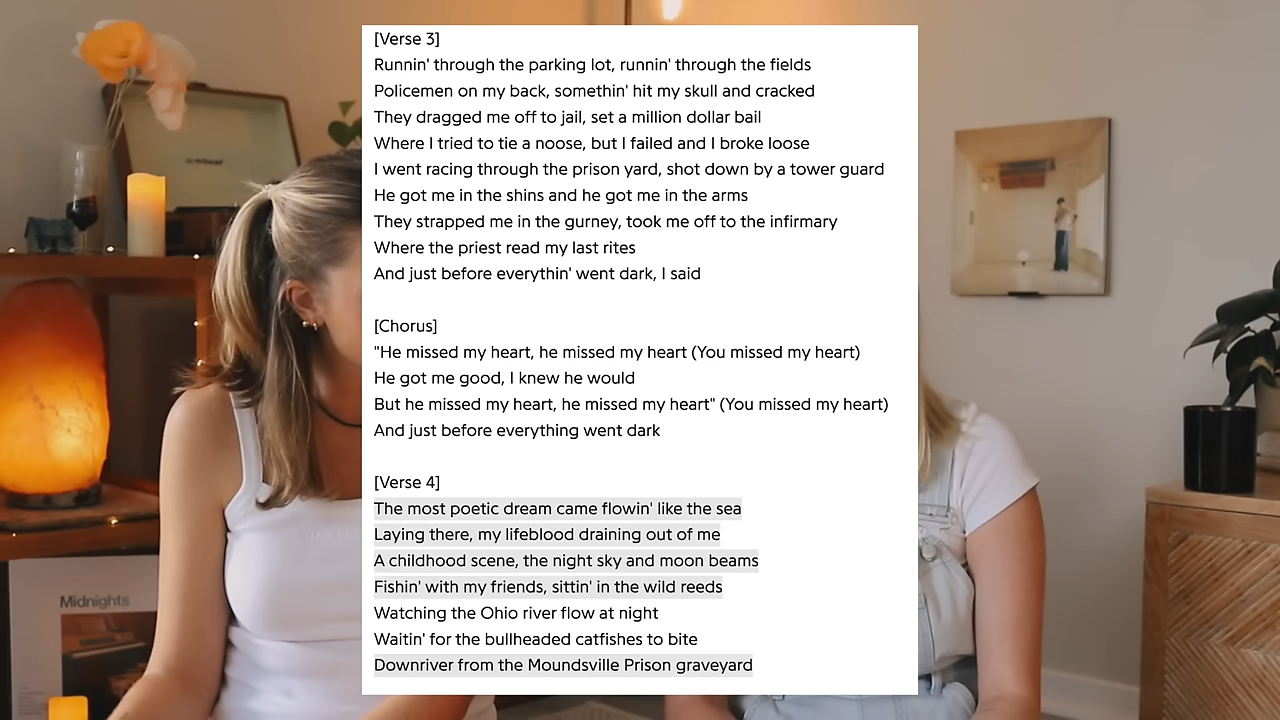 [Verse 3]
Runnin' through the parking lot, runnin' through the fields
Policemen on my back, somethin' hit my skull and cracked
They dragged me off to jail, set a million dollar bail
Where I tried to tie a noose, but I failed and I broke loose
I went racing through the prison yard, shot down by a tower guard
He got me in the shins and he got me in the arms
They strapped me in the gurney, took me off to the infirmary
Where the priest read my last rites
And just before everythin' went dark, I said
[Chorus]
"He missed my heart, he missed my heart (You missed my heart)
He got me good, I knew he would
But he missed my heart, he missed my heart" (You missed my heart)
And just before everything went dark
[Verse 4]
The most poetic dream came flowin' like the sea
Laying there, my lifeblood draining out of me
A childhood scene, the night sky and moon beams
Fishin' with my friends, sittin' in the wild reeds
Watching the Ohio river flow at night
Waitin' for the bullheaded catfishes to bite
Downriver from the Moundsville Prison graveyard
Midnights